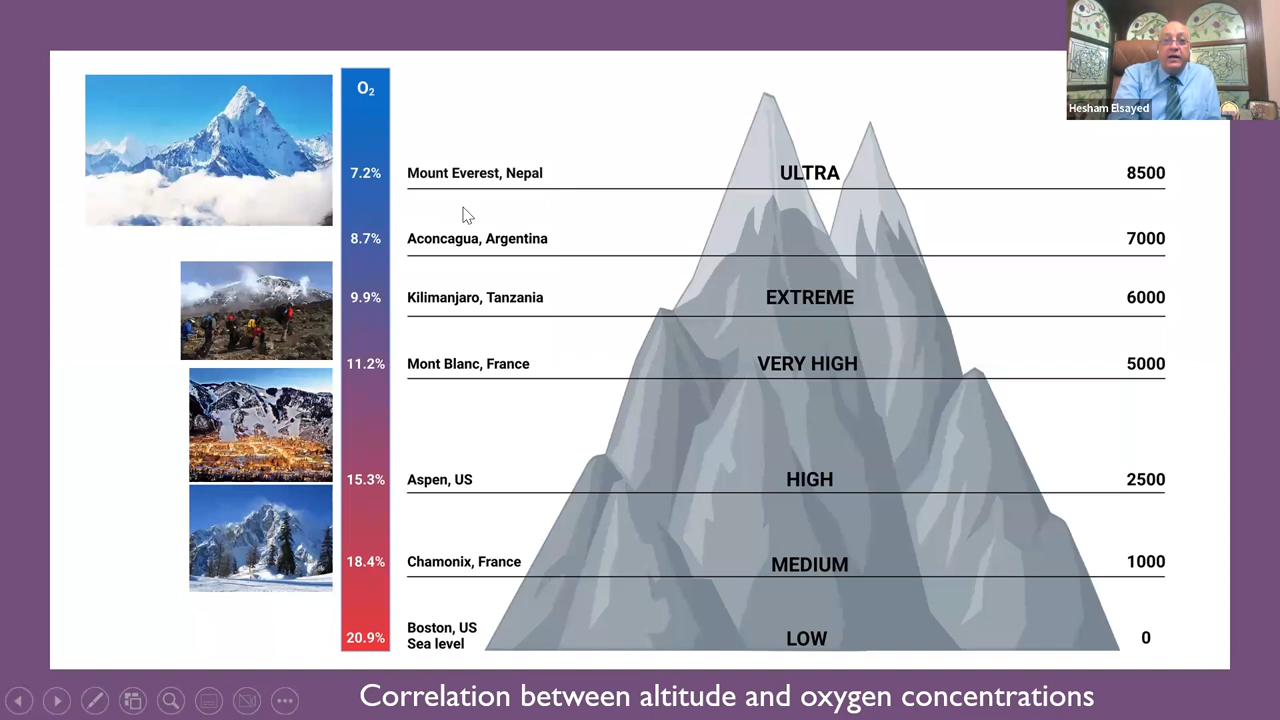 Hesham Elsayed
O₂
7.2% Mount Everest, Nepal ULTRA 8500
8.7% Aconcagua, Argentina 7000
9.9% Kilimanjaro, Tanzania EXTREME 6000
11.2% Mont Blanc, France VERY HIGH 5000
15.3% Aspen, US HIGH 2500
18.4% Chamonix, France MEDIUM 1000
20.9% Boston, US
Sea level LOW 0
Correlation between altitude and oxygen concentrations